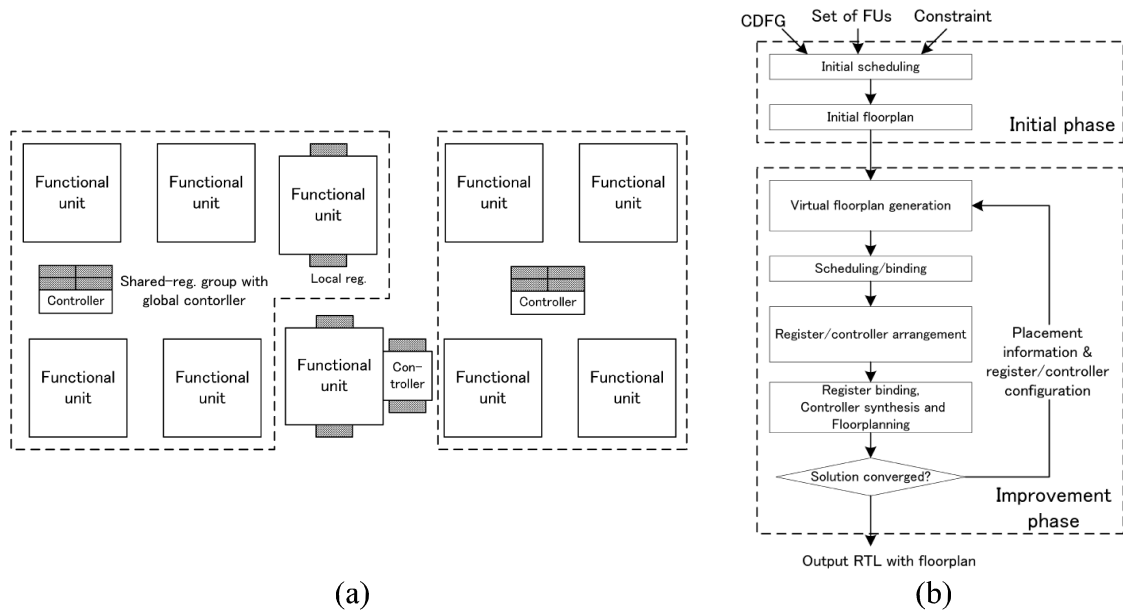 Functional
unit
Functional
unit
Functional
unit
Local reg.
Shared-reg. group with
global contorller
Controller
Functional
unit
Functional
unit
Functional
unit
Con-
troller
Functional
unit
Functional
unit
Controller
Functional
unit
Functional
unit
(a)
CDFG
Set of FUs
Constraint
Initial scheduling
Initial floorplan
Initial phase
Virtual floorplan generation
Scheduling/binding
Register/controller arrangement
Register binding,
Controller synthesis and
Floorplanning
Solution converged?
Placement
information &
register/controller
configuration
Improvement
phase
Output RTL with floorplan
(b)